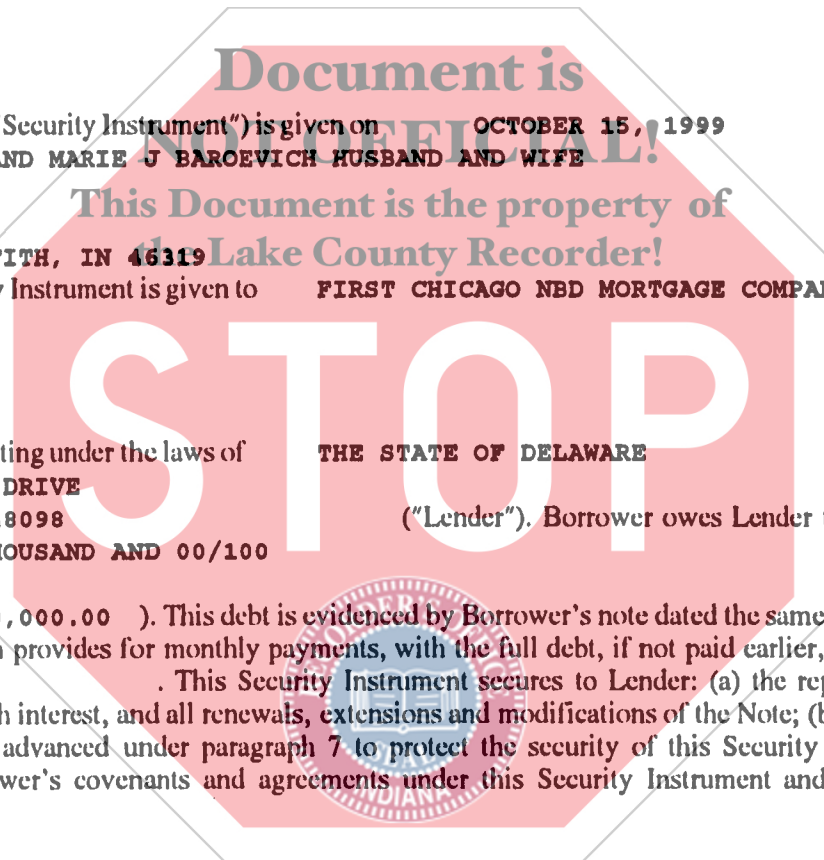 Document is
Security Instrument") is given on OCTOBER 15, 1999
NOT OFFICIAL!
AND MARIE J BAROEVICH HUSBAND AND WIFE
This Document is the property of
FITH, IN 46319
the Lake County Recorder!
Instrument is given to FIRST CHICAGO NBD MORTGAGE COMPAN
STOP
ting under the laws of THE STATE OF DELAWARE
DRIVE
8098 ("Lender"). Borrower owes Lender
HOUSAND AND 00/100
,000.00 ). This debt is evidenced by Borrower's note dated the same
provides for monthly payments, with the full debt, if not paid earlier,
. This Security Instrument secures to Lender: (a) the rep
h interest, and all renewals, extensions and modifications of the Note; (b
advanced under paragraph 7 to protect the security of this Security
wer's covenants and agreements under this Security Instrument and
RECORDER'S OFFICE
SEAL
INDIANA